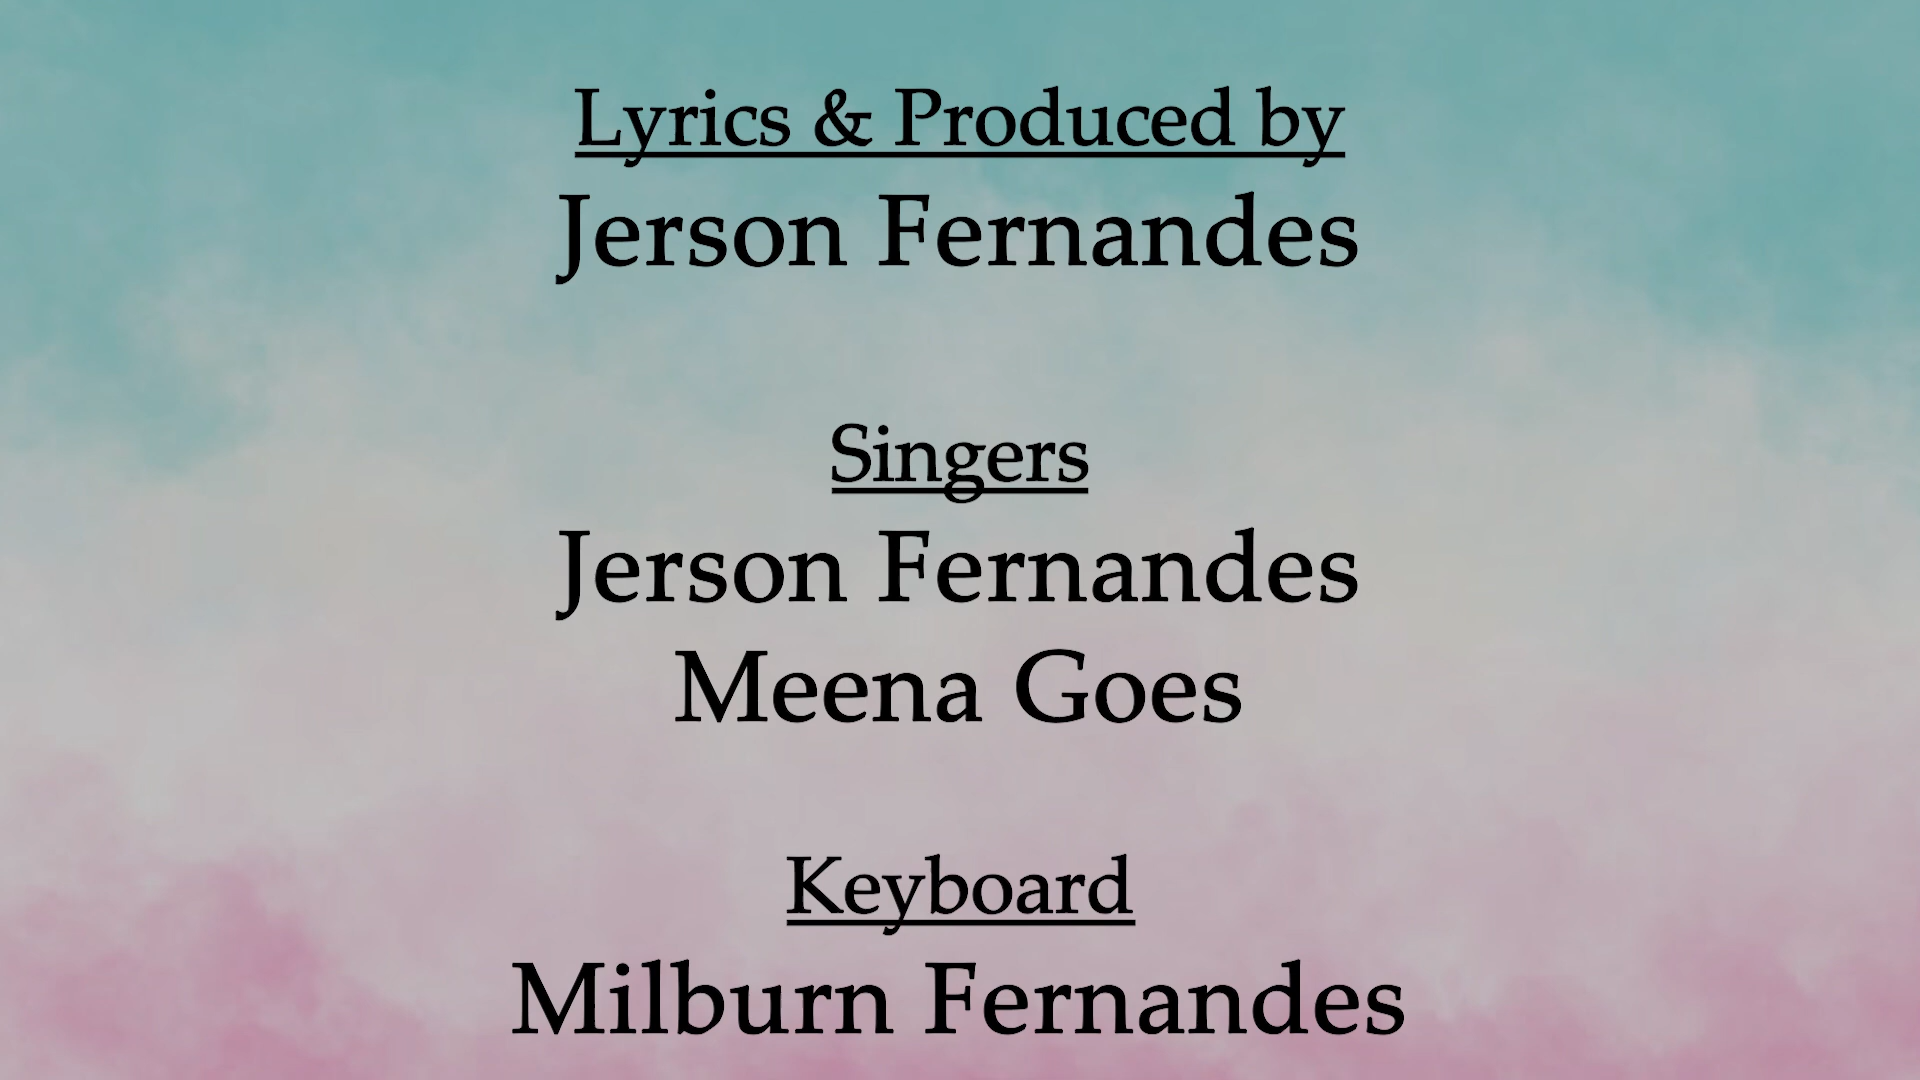 Lyrics & Produced by
Jerson Fernandes
Singers
Jerson Fernandes
Meena Goes
Keyboard
Milburn Fernandes